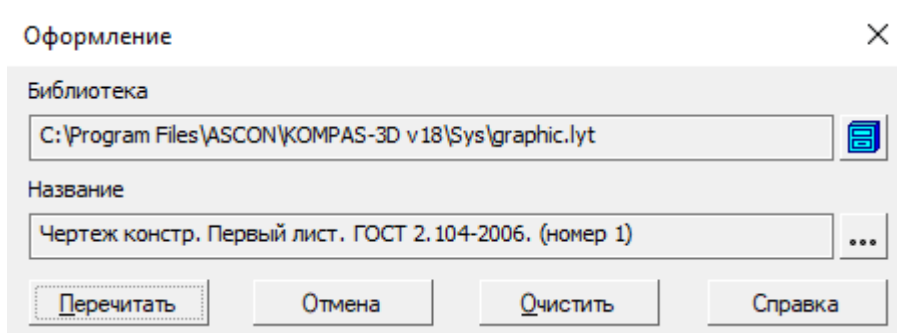 Оформление
Библиотека
C:\Program Files\ASCON\KOMPAS-3D v18\Sys\graphic.lyt
Название
Чертеж констр. Первый лист. ГОСТ 2.104-2006. (номер 1)
...
Перечитать Отмена Очистить Справка